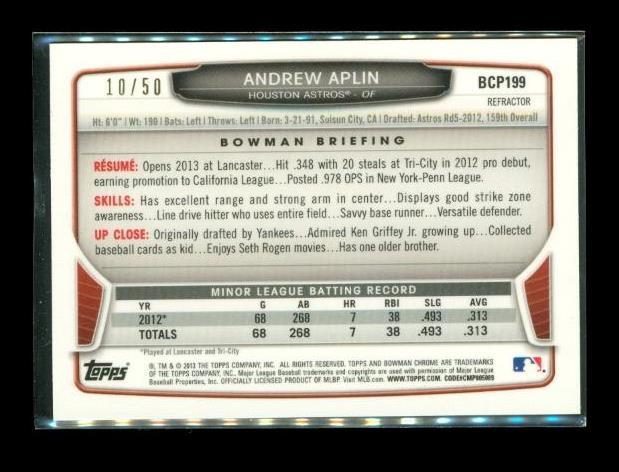 10/50
ANDREW APLIN
HOUSTON ASTROS® - OF
BCP199
REFRACTOR
Ht: 6'0" | Wt: 190 | Bats: Left | Throws: Left | Born: 3-21-91, Suisun City, CA | Drafted: Astros Rd5-2012, 159th Overall
BOWMAN BRIEFING
RÉSUMÉ: Opens 2013 at Lancaster...Hit .348 with 20 steals at Tri-City in 2012 pro debut,
earning promotion to California League...Posted .978 OPS in New York-Penn League.
SKILLS: Has excellent range and strong arm in center...Displays good strike zone
awareness...Line drive hitter who uses entire field...Savvy base runner...Versatile defender.
UP CLOSE: Originally drafted by Yankees...Admired Ken Griffey Jr. growing up...Collected
baseball cards as kid...Enjoys Seth Rogen movies...Has one older brother.
MINOR LEAGUE BATTING RECORD
YR G AB HR RBI SLG AVG
2012* 68 268 7 38 .493 .313
TOTALS 68 268 7 38 .493 .313
*Played at Lancaster and Tri-City
Topps
®, TM & © 2013 THE TOPPS COMPANY, INC. ALL RIGHTS RESERVED. TOPPS AND BOWMAN CHROME ARE TRADEMARKS
OF THE TOPPS COMPANY, INC. Major League Baseball trademarks and copyrights are used with permission of Major League
Baseball Properties, Inc. OFFICIALLY LICENSED PRODUCT OF MLBP. Visit MLB.com. WWW.TOPPS.COM. CODE#CMP005089